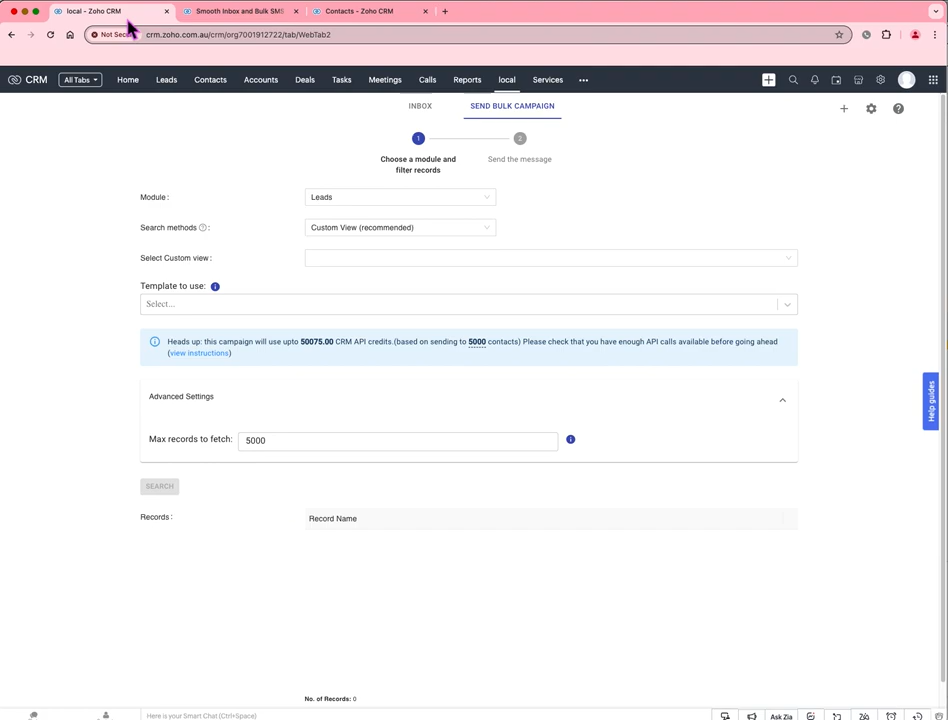 local - Zoho CRM
Smooth Inbox and Bulk SMS
Contacts - Zoho CRM
crm.zoho.com.au/crm/org7001912722/tab/WebTab2
CRM
All Tabs
Home
Leads
Contacts
Accounts
Deals
Tasks
Meetings
Calls
Reports
local
Services
INBOX
SEND BULK CAMPAIGN
1
2
Choose a module and
filter records
Send the message
Module :
Leads
Search methods ? :
Custom View (recommended)
Select Custom view :
Template to use:
Select...
Heads up: this campaign will use upto 50075.00 CRM API credits.(based on sending to 5000 contacts) Please check that you have enough API calls available before going ahead
(view instructions)
Advanced Settings
Max records to fetch:
5000
Help guides
SEARCH
Records :
Record Name
No. of Records: 0
Here is your Smart Chat (Ctrl+Space)
Ask Zia